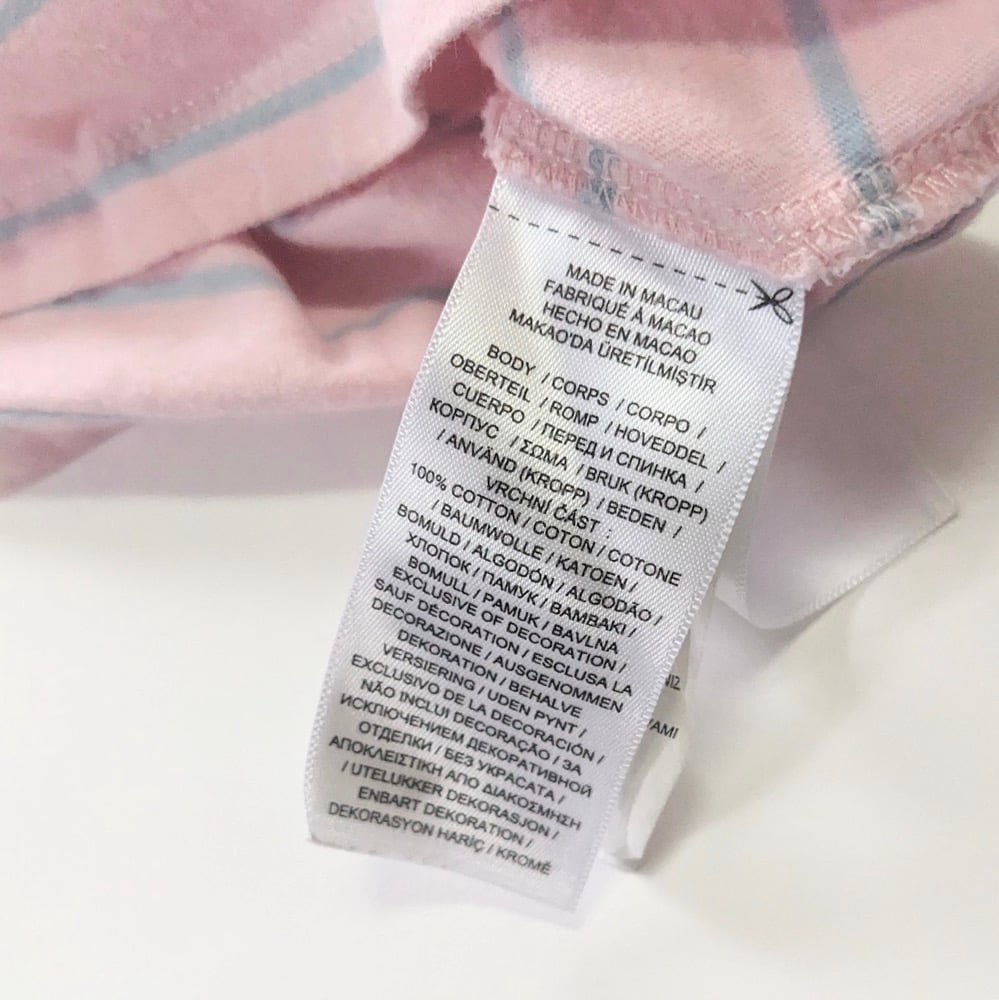 MADE IN MACAU
FABRIQUÉ À MACAO
HECHO EN MACAO
MAKAO'DA ÜRETİLMİŞTİR
BODY / CORPS / CORPO /
OBERTEIL / ROMP / HOVEDDEL /
CUERPO / ПЕРЕД И СПИНКА /
КОРПУС / ΣΩΜΑ / BRUK (KROPP)
/ ANVÄND (KROPP) / BEDEN /
VRCHNÍ ČÁST :
100% COTTON / COTON / COTONE
/ BAUMWOLLE / KATOEN /
BOMULD / ALGODÓN / ALGODÃO /
ХЛОПОК / ПАМУК / ΒΑΜΒΑΚΙ /
BOMULL / PAMUK / BAVLNA
EXCLUSIVE OF DECORATION /
SAUF DÉCORATION / ESCLUSA LA
DECORAZIONE / AUSGENOMMEN
DEKORATION / BEHALVE
VERSIERING / UDEN PYNT /
EXCLUSIVO DE LA DECORACIÓN /
NÃO INCLUI DECORAÇÃO / ЗА
ИСКЛЮЧЕНИЕМ ДЕКОРАТИВНОЙ
ОТДЕЛКИ / БЕЗ УКРАСАТА /
ΑΠΟΚΛΕΙΣΤΙΚΗ ΑΠΟ ΔΙΑΚΟΣΜΗΣΗ
/ UTELUKKER DEKORASJON /
ENBART DEKORATION /
DEKORASYON HARİÇ / KROMĚ